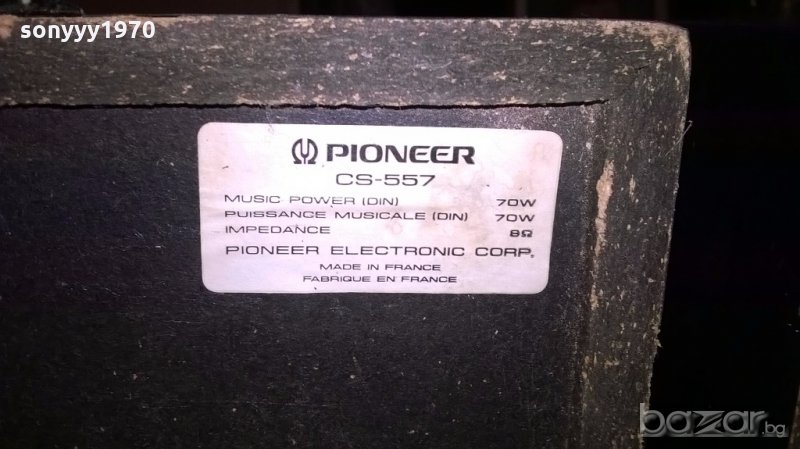 sonyyy1970
PIONEER
CS-557
MUSIC POWER (DIN) 70W
PUISSANCE MUSICALE (DIN) 70W
IMPEDANCE 8Ω
PIONEER ELECTRONIC CORP.
MADE IN FRANCE
FABRIQUE EN FRANCE
bazar.bg